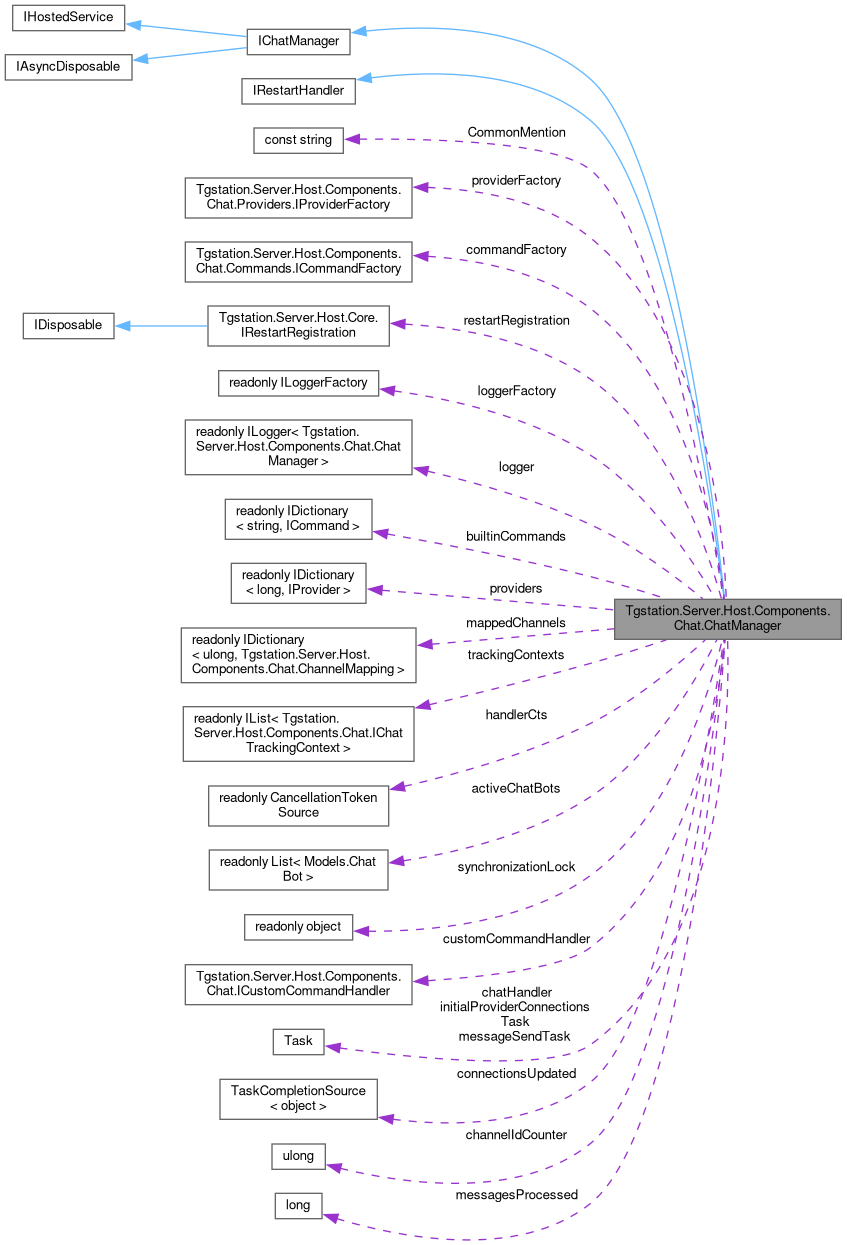 IHostedService
IChatManager
IAsyncDisposable
IRestartHandler
const string
CommonMention
Tgstation.Server.Host.Components.
Chat.Providers.IProviderFactory
providerFactory
Tgstation.Server.Host.Components.
Chat.Commands.ICommandFactory
commandFactory
IDisposable
Tgstation.Server.Host.Core.
IRestartRegistration
restartRegistration
readonly ILoggerFactory
loggerFactory
readonly ILogger< Tgstation.
Server.Host.Components.Chat.Chat
Manager >
logger
readonly IDictionary
< string, ICommand >
builtinCommands
readonly IDictionary
< long, IProvider >
providers
Tgstation.Server.Host.Components.
Chat.ChatManager
readonly IDictionary
< ulong, Tgstation.Server.Host.
Components.Chat.ChannelMapping >
mappedChannels
readonly IList< Tgstation.
Server.Host.Components.Chat.IChat
TrackingContext >
trackingContexts
readonly CancellationToken
Source
handlerCts
readonly List< Models.Chat
Bot >
activeChatBots
readonly object
synchronizationLock
Tgstation.Server.Host.Components.
Chat.ICustomCommandHandler
customCommandHandler
Task
chatHandler
initialProviderConnections
Task
messageSendTask
TaskCompletionSource
< object >
connectionsUpdated
ulong
channelIdCounter
long
messagesProcessed